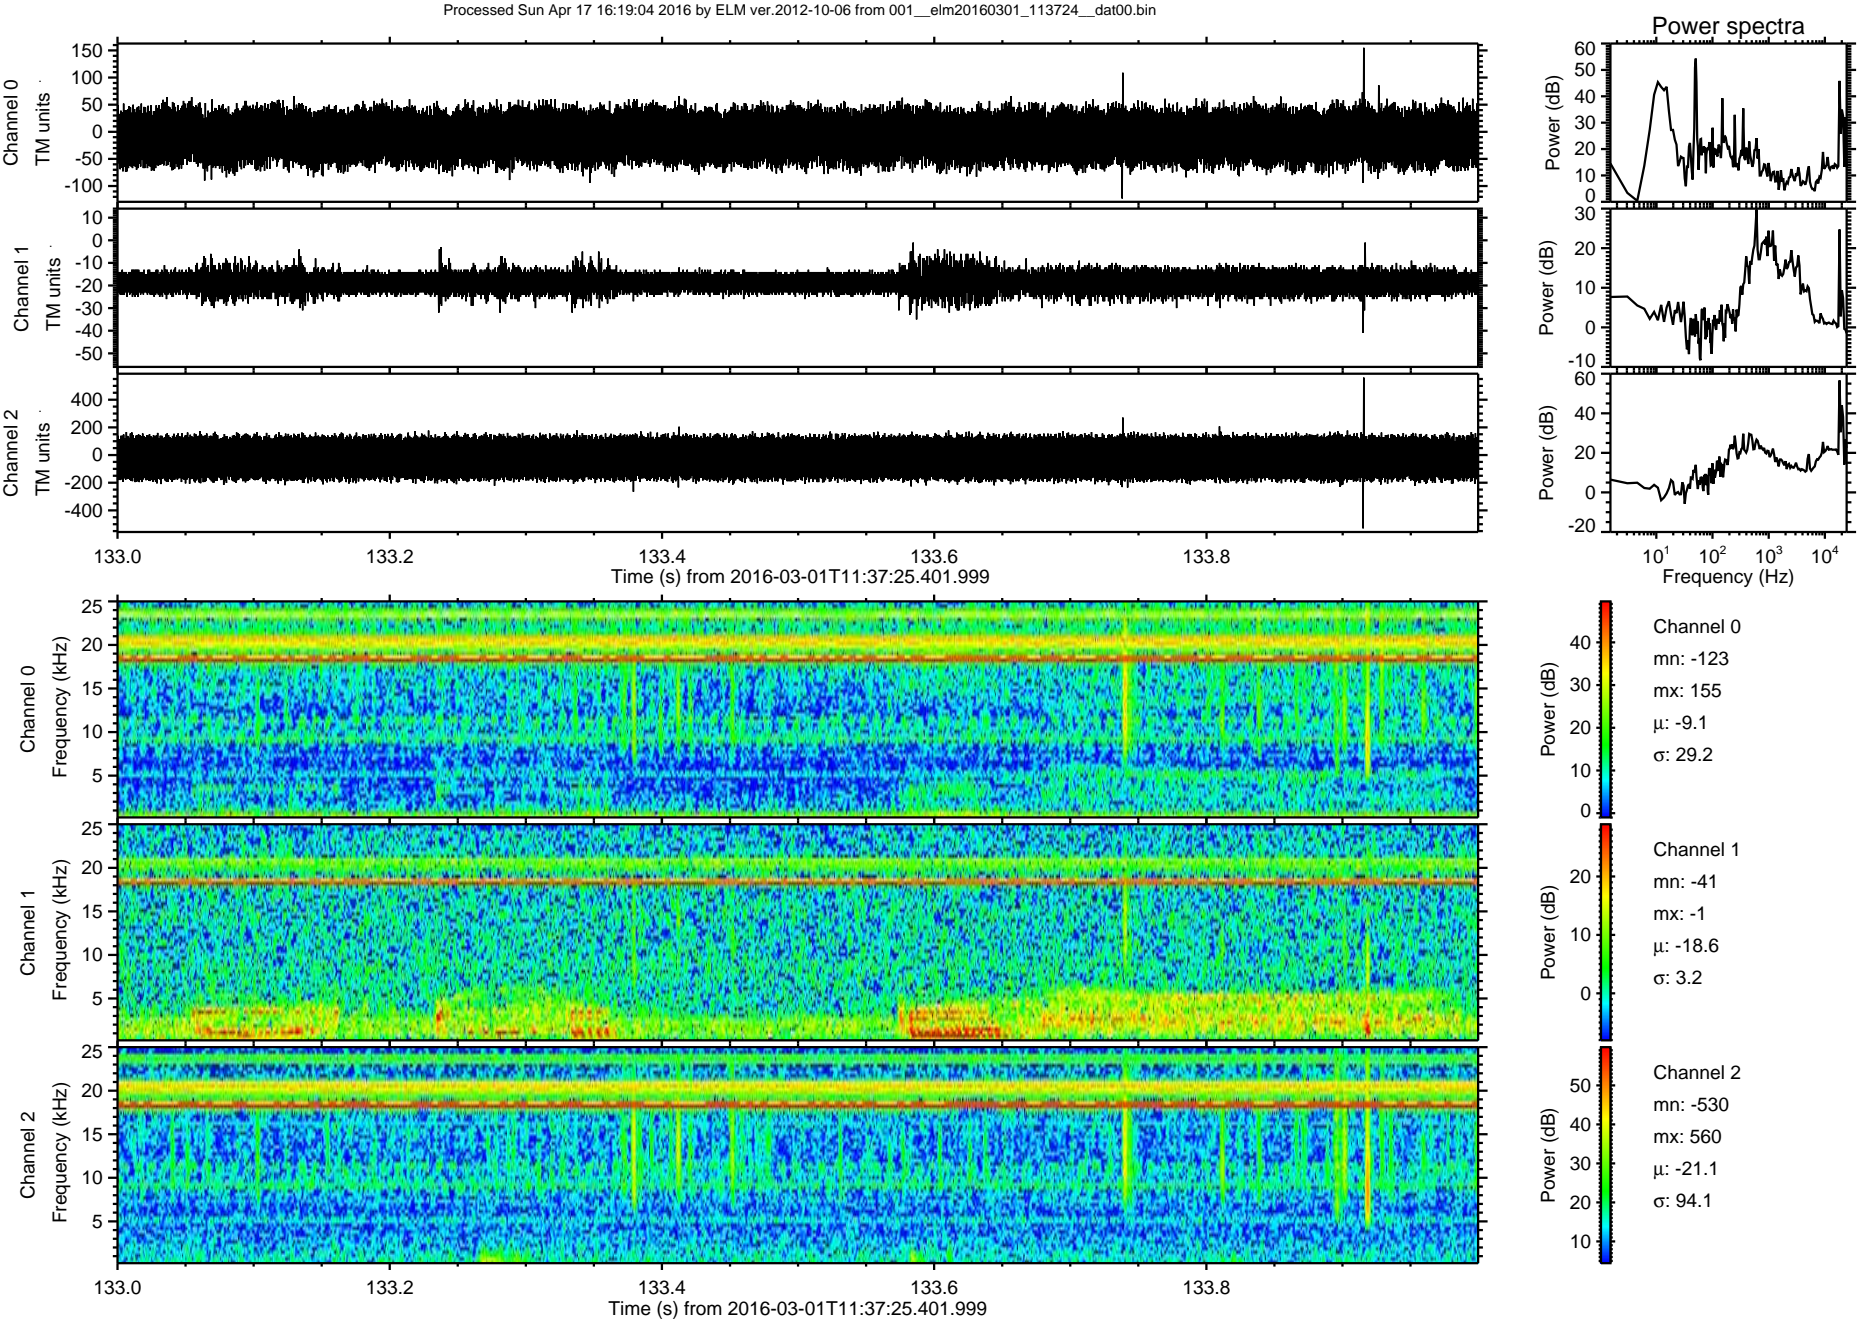 Processed Sun Apr 17 16:19:04 2016 by ELM ver.2012-10-06 from 001__elm20160301_113724__dat00.bin
Power spectra
Channel 0
TM units
150
100
50
0
-50
-100
Power (dB)
60
50
40
30
20
10
0
Channel 1
TM units
10
0
-10
-20
-30
-40
-50
Power (dB)
30
20
10
0
-10
Channel 2
TM units
400
200
0
-200
-400
Power (dB)
60
40
20
0
-20
133.0 133.2 133.4 133.6 133.8
Time (s) from 2016-03-01T11:37:25.401.999
10^1 10^2 10^3 10^4
Frequency (Hz)
Channel 0
Frequency (kHz)
25
20
15
10
5
Power (dB)
40
30
20
10
0
Channel 0
mn: -123
mx: 155
μ: -9.1
σ: 29.2
Channel 1
Frequency (kHz)
25
20
15
10
5
Power (dB)
20
10
0
Channel 1
mn: -41
mx: -1
μ: -18.6
σ: 3.2
Channel 2
Frequency (kHz)
25
20
15
10
5
Power (dB)
50
40
30
20
10
Channel 2
mn: -530
mx: 560
μ: -21.1
σ: 94.1
133.0 133.2 133.4 133.6 133.8
Time (s) from 2016-03-01T11:37:25.401.999